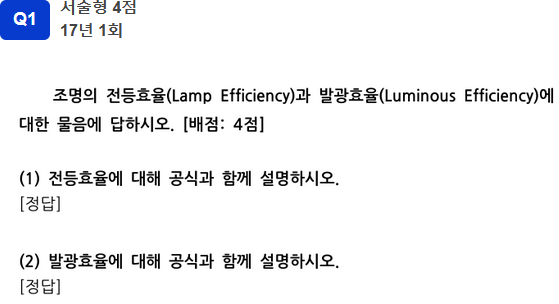 Q1
서술형 4점
17년 1회
조명의 전등효율(Lamp Efficiency)과 발광효율(Luminous Efficiency)에
대한 물음에 답하시오. [배점: 4점]
(1) 전등효율에 대해 공식과 함께 설명하시오.
[정답]
(2) 발광효율에 대해 공식과 함께 설명하시오.
[정답]